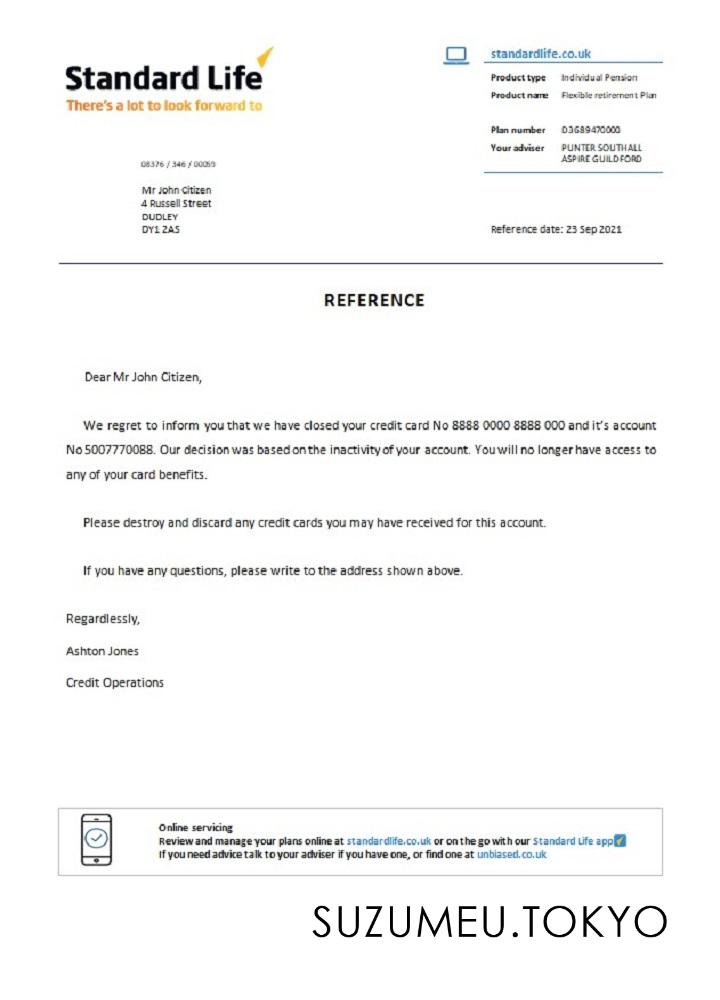 Standard Life
There's a lot to look forward to
standardlife.co.uk
Product type Individual Pension
Product name Flexible retirement Plan
Plan number 03689470000
Your adviser PUNTER SOUTHALL
ASPIRE GUILDFORD
08376 / 346 / 00059
Mr John Citizen
4 Russell Street
DUDLEY
DY1 2AS
Reference date: 23 Sep 2021
REFERENCE
Dear Mr John Citizen,
We regret to inform you that we have closed your credit card No 8888 0000 8888 000 and it's account
No 5007770088. Our decision was based on the inactivity of your account. You will no longer have access to
any of your card benefits.
Please destroy and discard any credit cards you may have received for this account.
If you have any questions, please write to the address shown above.
Regardlessly,
Ashton Jones
Credit Operations
Online servicing
Review and manage your plans online at standardlife.co.uk or on the go with our Standard Life app
If you need advice talk to your adviser if you have one, or find one at unbiased.co.uk
SUZUMEU.TOKYO